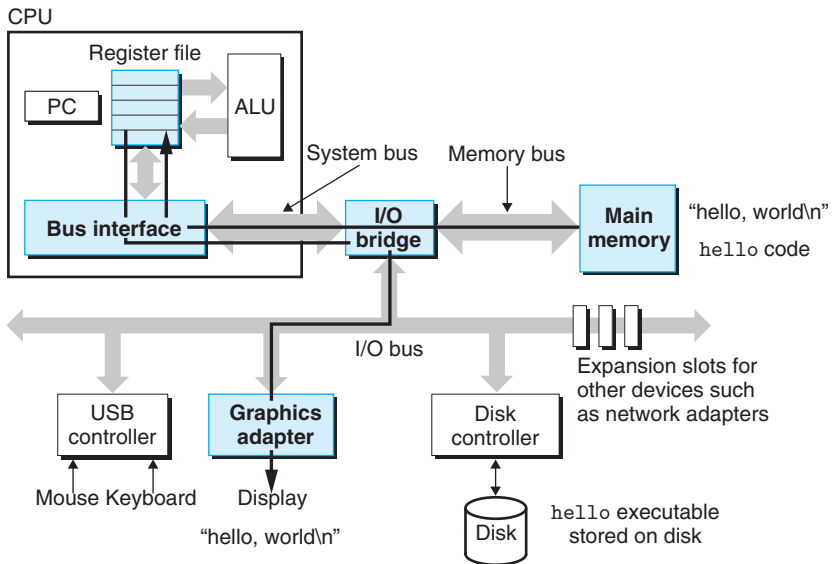 CPU
Register file
PC
ALU
System bus
Memory bus
Bus interface
I/O
bridge
Main
memory
“hello, world\n”
hello code
I/O bus
Expansion slots for
other devices such
as network adapters
USB
controller
Graphics
adapter
Disk
controller
Mouse Keyboard
Display
“hello, world\n”
Disk
hello executable
stored on disk